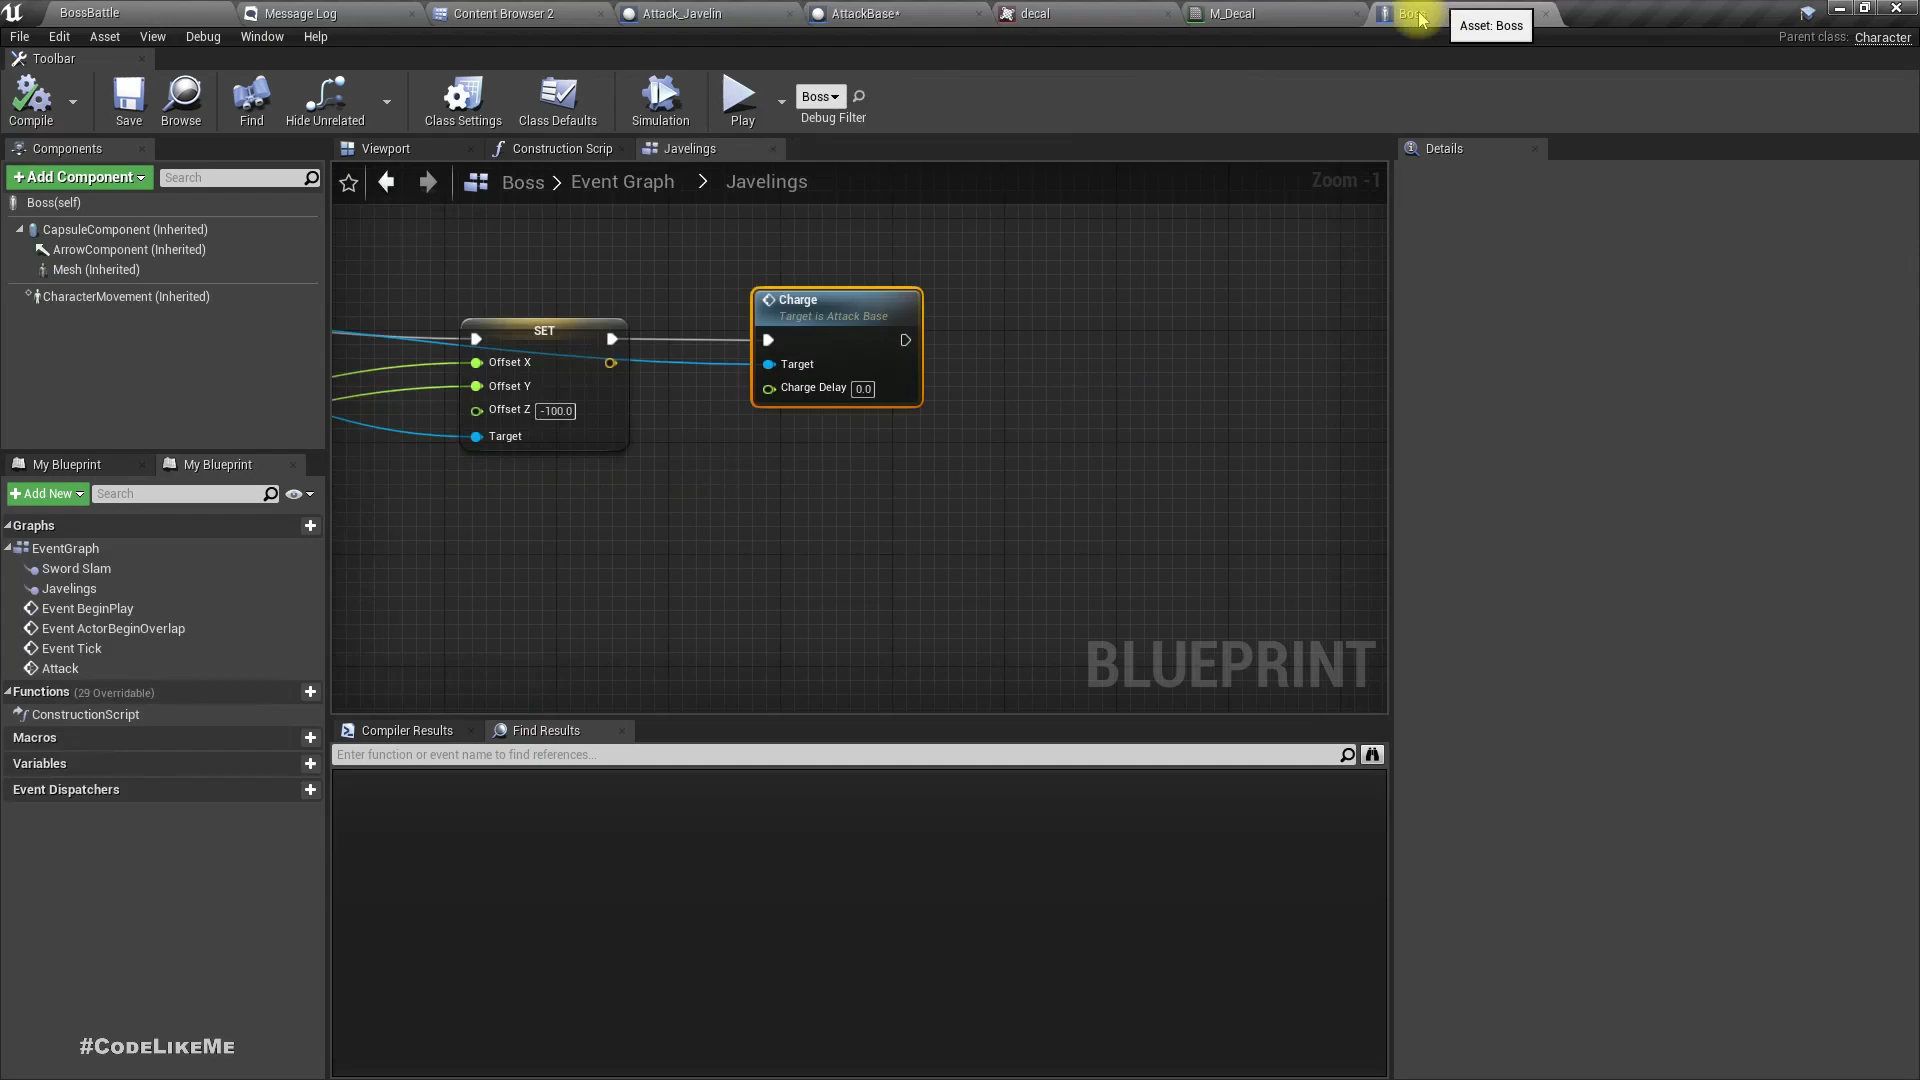 BossBattle
Message Log
Content Browser 2
Attack_Javelin
AttackBase*
decal
M_Decal
Asset: Boss
File Edit Asset View Debug Window Help
Parent class: Character
Toolbar
Compile
Save
Browse
Find
Hide Unrelated
Class Settings
Class Defaults
Simulation
Play
Boss
Debug Filter
Components
Viewport
Construction Scrip
Javelings
Details
+Add Component
Search
Boss > Event Graph > Javelings
Zoom -1
Boss(self)
CapsuleComponent (Inherited)
ArrowComponent (Inherited)
Mesh (Inherited)
CharacterMovement (Inherited)
SET
Offset X
Offset Y
Offset Z -100.0
Target
Charge
Target is Attack Base
Target
Charge Delay 0.0
My Blueprint
My Blueprint
+Add New
Search
Graphs
EventGraph
Sword Slam
Javelings
Event BeginPlay
Event ActorBeginOverlap
Event Tick
Attack
Functions (29 Overridable)
ConstructionScript
Macros
Variables
Event Dispatchers
BLUEPRINT
Compiler Results
Find Results
Enter function or event name to find references...
#CodeLikeMe